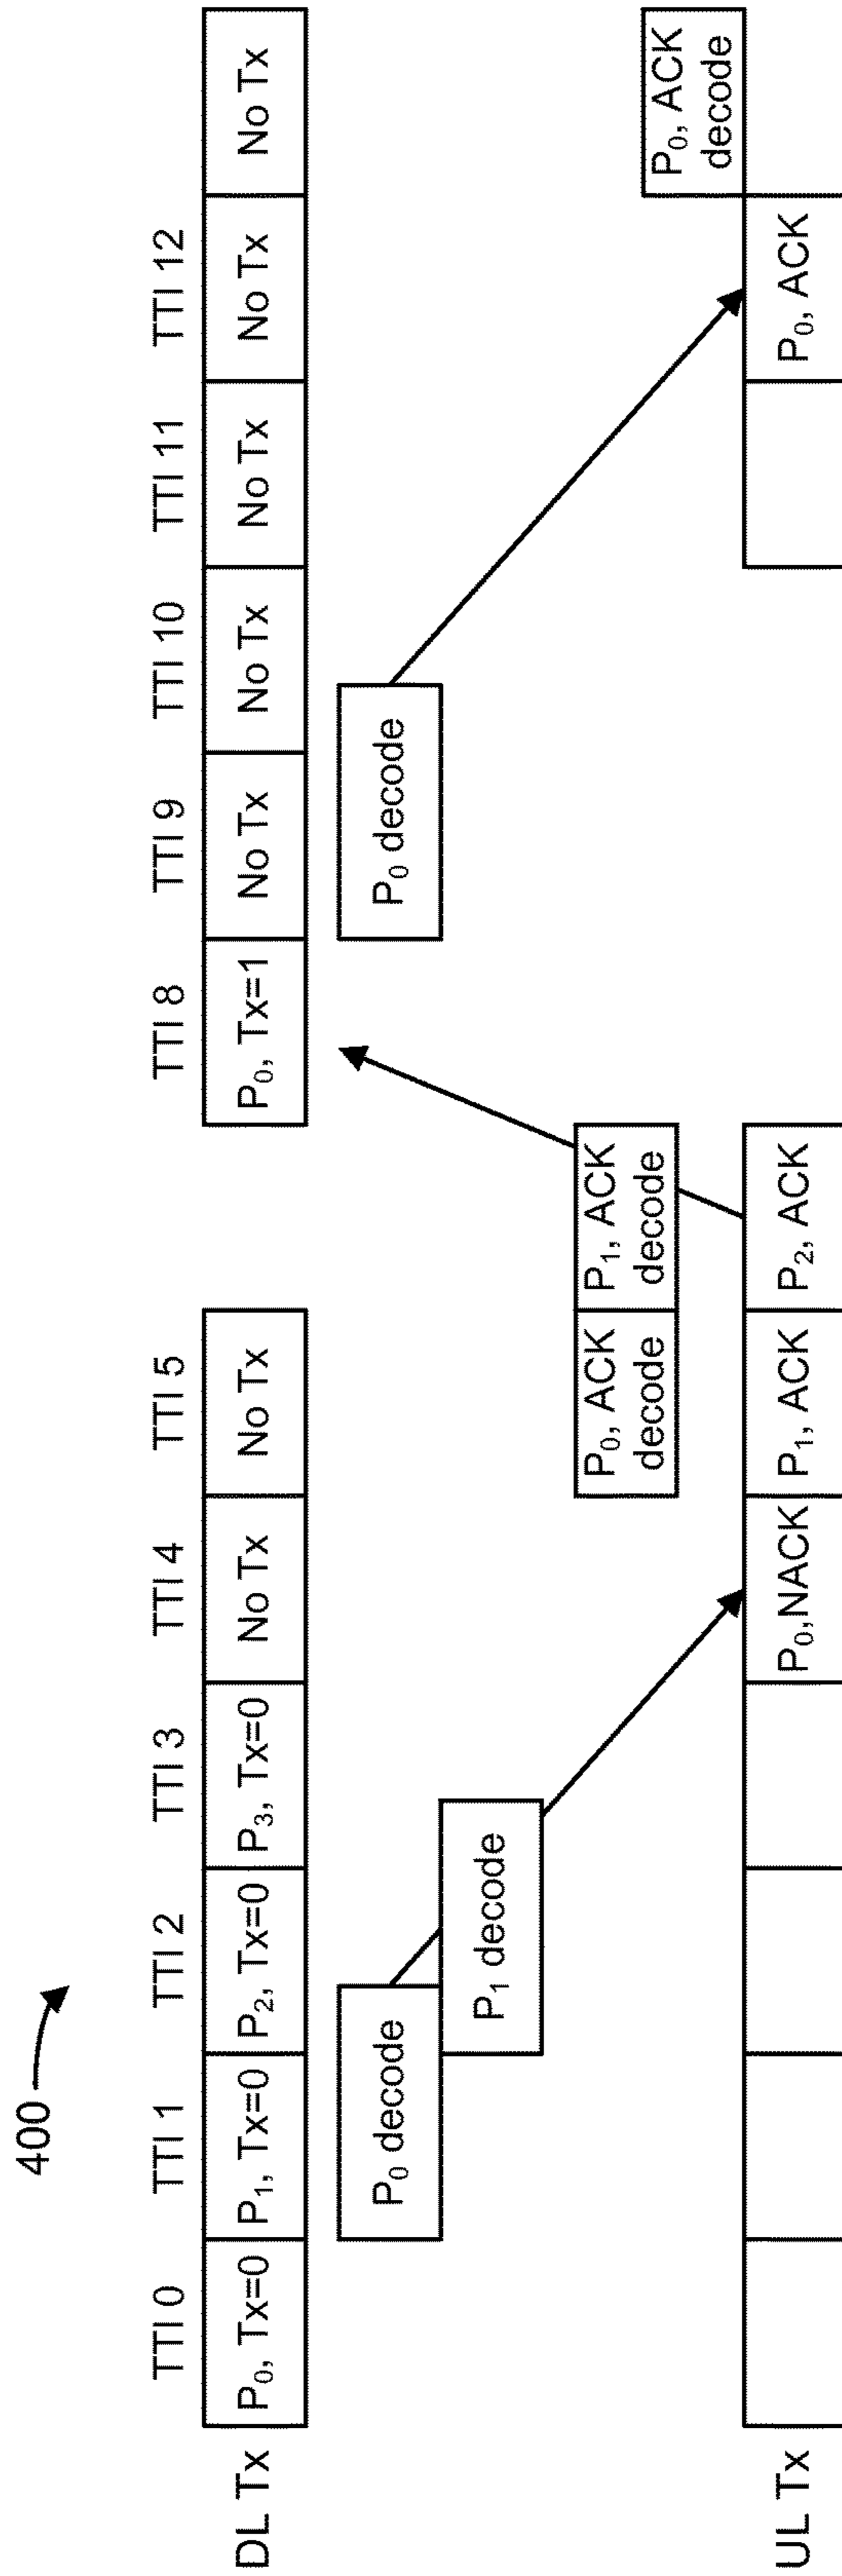 400
TTI 0 TTI 1 TTI 2 TTI 3 TTI 4 TTI 5 TTI 8 TTI 9 TTI 10 TTI 11 TTI 12
DL Tx P₀, Tx=0 P₁, Tx=0 P₂, Tx=0 P₃, Tx=0 No Tx No Tx P₀, Tx=1 No Tx No Tx No Tx No Tx No Tx
P₀ decode
P₀ decode
P₁ decode
P₀, ACK
decode
P₁, ACK
decode
P₀, ACK
decode
UL Tx P₀,NACK P₁, ACK P₂, ACK P₀, ACK